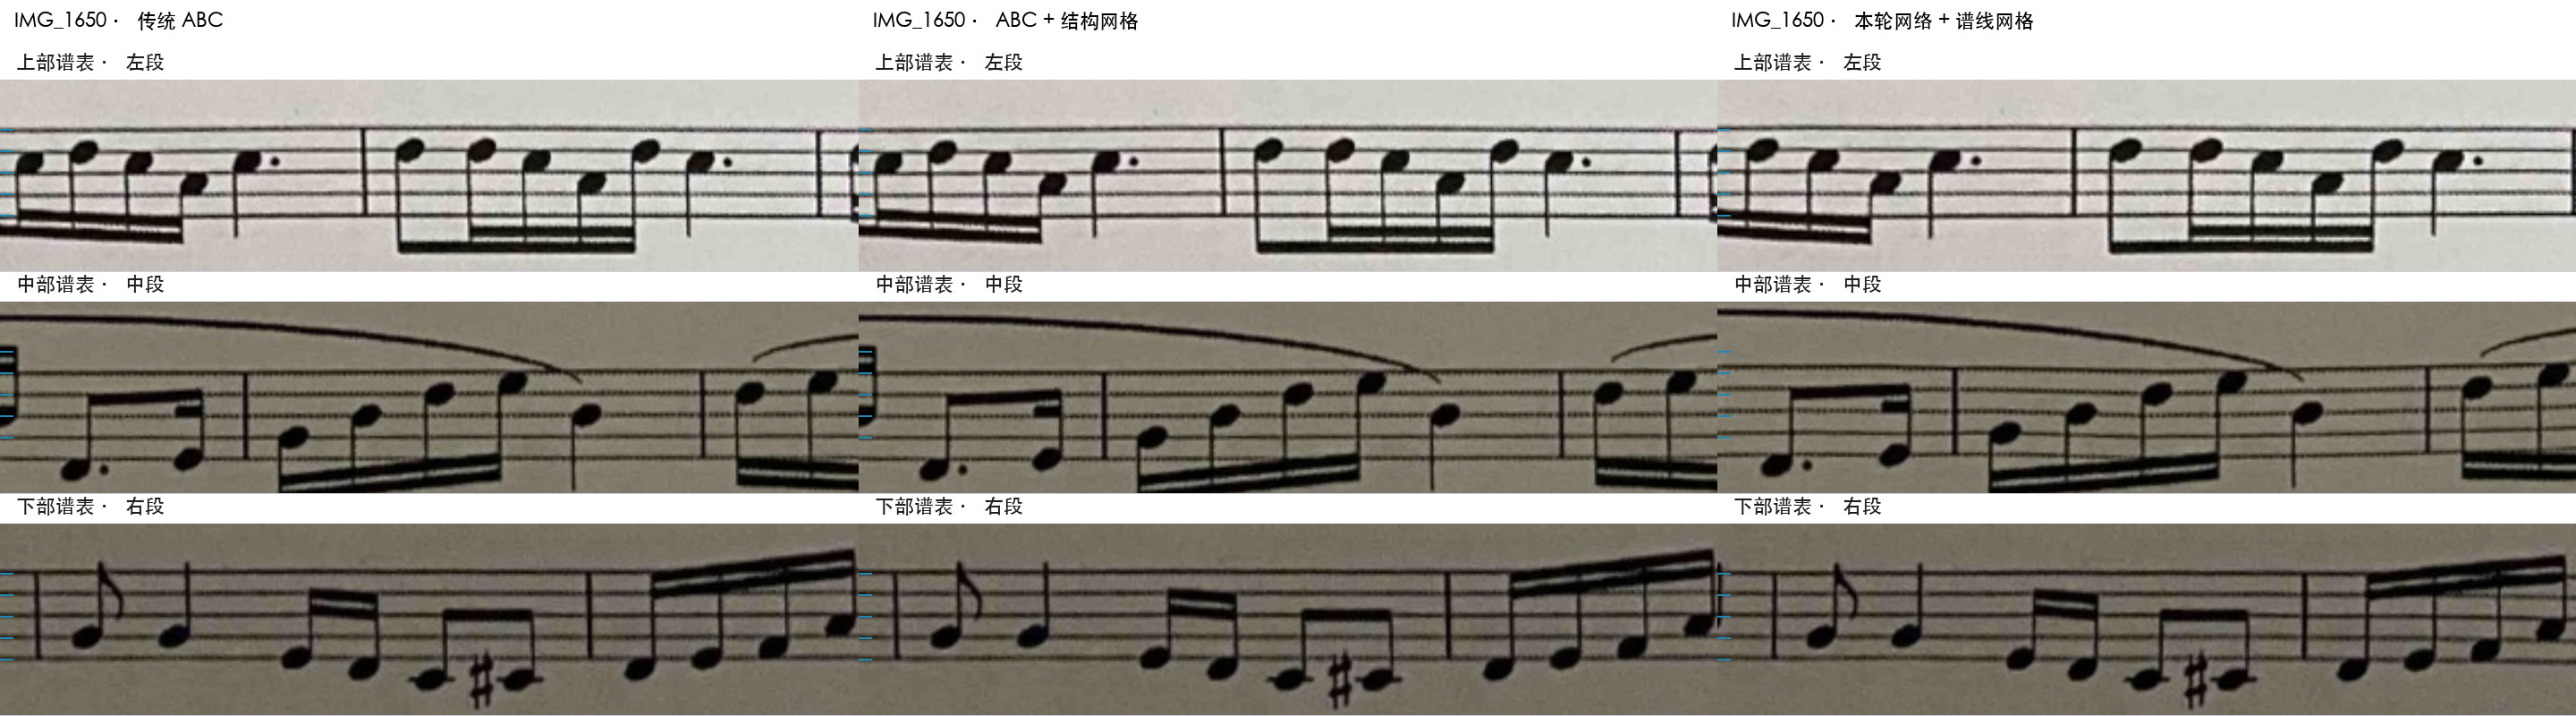 IMG_1650 · 传统 ABC
IMG_1650 · ABC + 结构网格
IMG_1650 · 本轮网络 + 谱线网格
上部谱表 · 左段
上部谱表 · 左段
上部谱表 · 左段
中部谱表 · 中段
中部谱表 · 中段
中部谱表 · 中段
下部谱表 · 右段
下部谱表 · 右段
下部谱表 · 右段